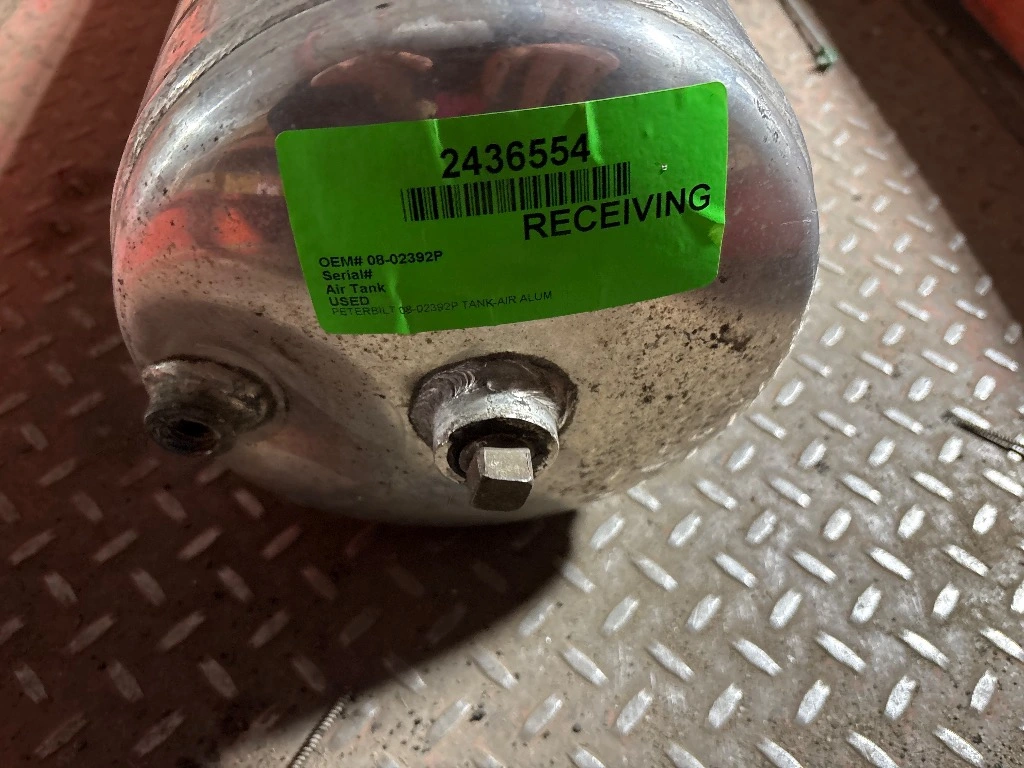 2436554
RECEIVING
OEM# 08-02392P
Serial#
Air Tank
USED
PETERBILT 08-02392P TANK-AIR ALUM